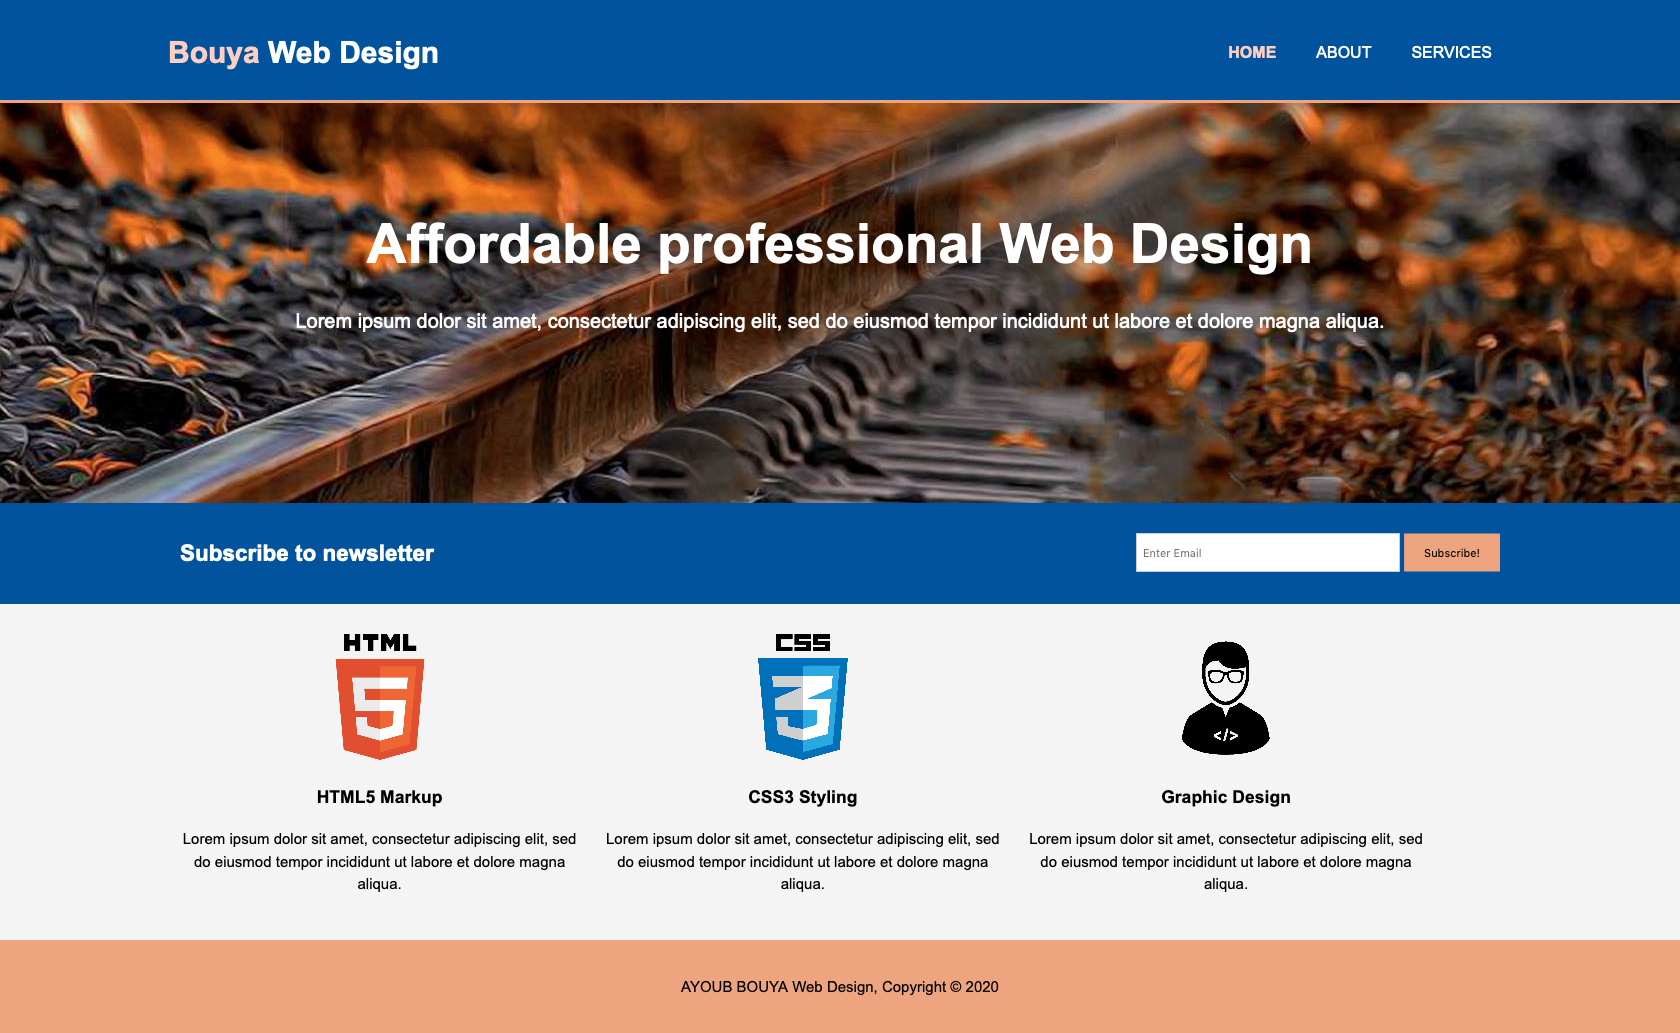 Bouya Web Design
HOME ABOUT SERVICES
Affordable professional Web Design
Lorem ipsum dolor sit amet, consectetur adipiscing elit, sed do eiusmod tempor incididunt ut labore et dolore magna aliqua.
Subscribe to newsletter
Enter Email
Subscribe!
HTML
5
HTML5 Markup
Lorem ipsum dolor sit amet, consectetur adipiscing elit, sed
do eiusmod tempor incididunt ut labore et dolore magna
aliqua.
CSS
3
CSS3 Styling
Lorem ipsum dolor sit amet, consectetur adipiscing elit, sed
do eiusmod tempor incididunt ut labore et dolore magna
aliqua.
</>
Graphic Design
Lorem ipsum dolor sit amet, consectetur adipiscing elit, sed
do eiusmod tempor incididunt ut labore et dolore magna
aliqua.
AYOUB BOUYA Web Design, Copyright © 2020